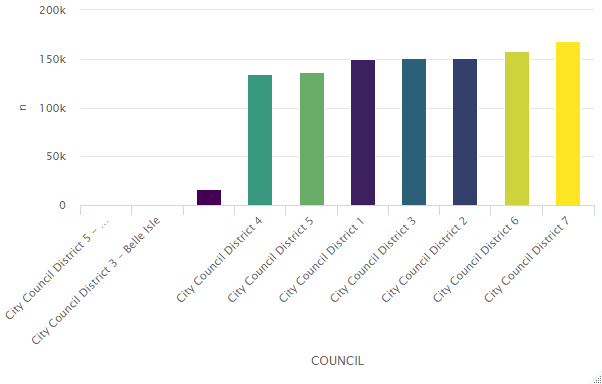 200k
150k
100k
50k
0
n
City Council District 5 – ...
City Council District 3 – Belle Isle
City Council District 4
City Council District 5
City Council District 1
City Council District 3
City Council District 2
City Council District 6
City Council District 7
COUNCIL